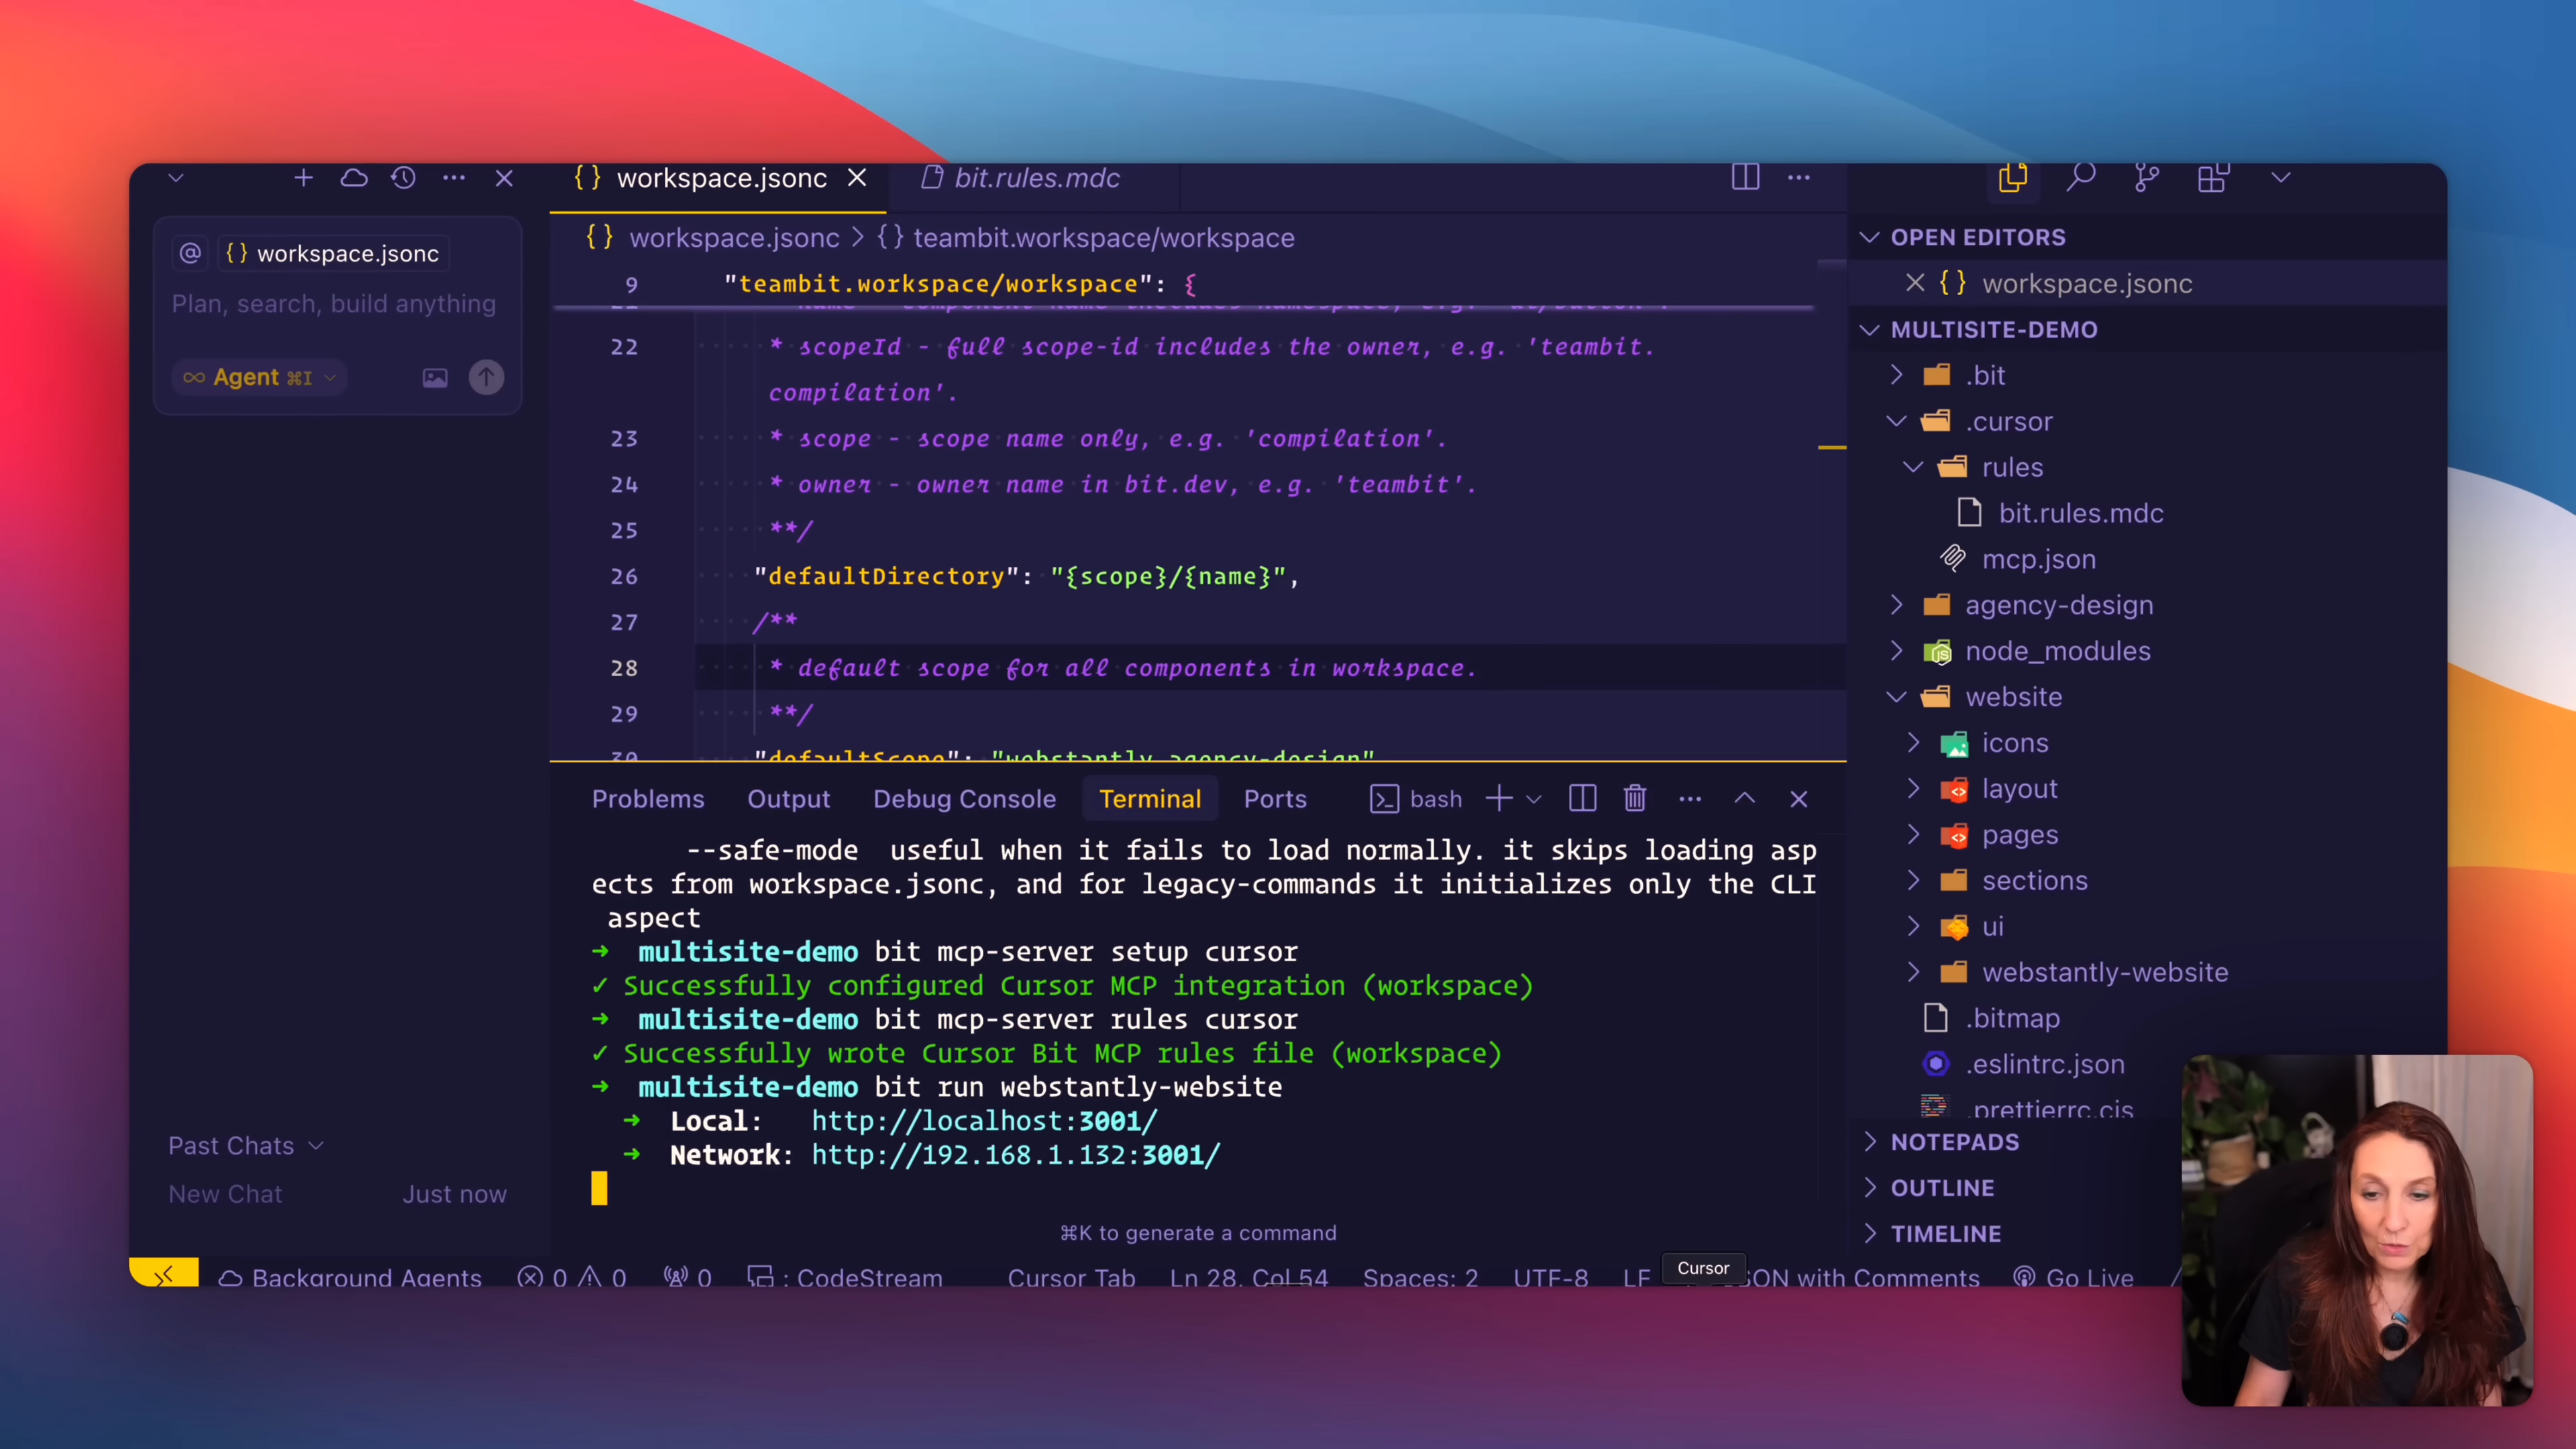 workspace.jsonc
bit.rules.mdc
@ {} workspace.jsonc
Plan, search, build anything
∞ Agent ⌘I
{} workspace.jsonc > {} teambit.workspace/workspace
9 "teambit.workspace/workspace": {
22 * scopeId - full scope-id includes the owner, e.g. 'teambit.
compilation'.
23 * scope - scope name only, e.g. 'compilation'.
24 * owner - owner name in bit.dev, e.g. 'teambit'.
25 **/
26 "defaultDirectory": "{scope}/{name}",
27 /**
28 * default scope for all components in workspace.
29 **/
30 "defaultScope": "webstantly.agency-design"
Problems Output Debug Console Terminal Ports bash
--safe-mode useful when it fails to load normally. it skips loading asp
ects from workspace.jsonc, and for legacy-commands it initializes only the CLI
aspect
➜ multisite-demo bit mcp-server setup cursor
✓ Successfully configured Cursor MCP integration (workspace)
➜ multisite-demo bit mcp-server rules cursor
✓ Successfully wrote Cursor Bit MCP rules file (workspace)
➜ multisite-demo bit run webstantly-website
➜ Local: http://localhost:3001/
➜ Network: http://192.168.1.132:3001/
⌘K to generate a command
Past Chats
New Chat Just now
OPEN EDITORS
{} workspace.jsonc
MULTISITE-DEMO
.bit
.cursor
rules
bit.rules.mdc
mcp.json
agency-design
node_modules
website
icons
layout
pages
sections
ui
webstantly-website
.bitmap
.eslintrc.json
.prettierrc.cjs
NOTEPADS
OUTLINE
TIMELINE
Background Agents 0 0 0 : CodeStream Cursor Tab Ln 28, Col 54 Spaces: 2 UTF-8 LF JSON with Comments Go Live
Cursor